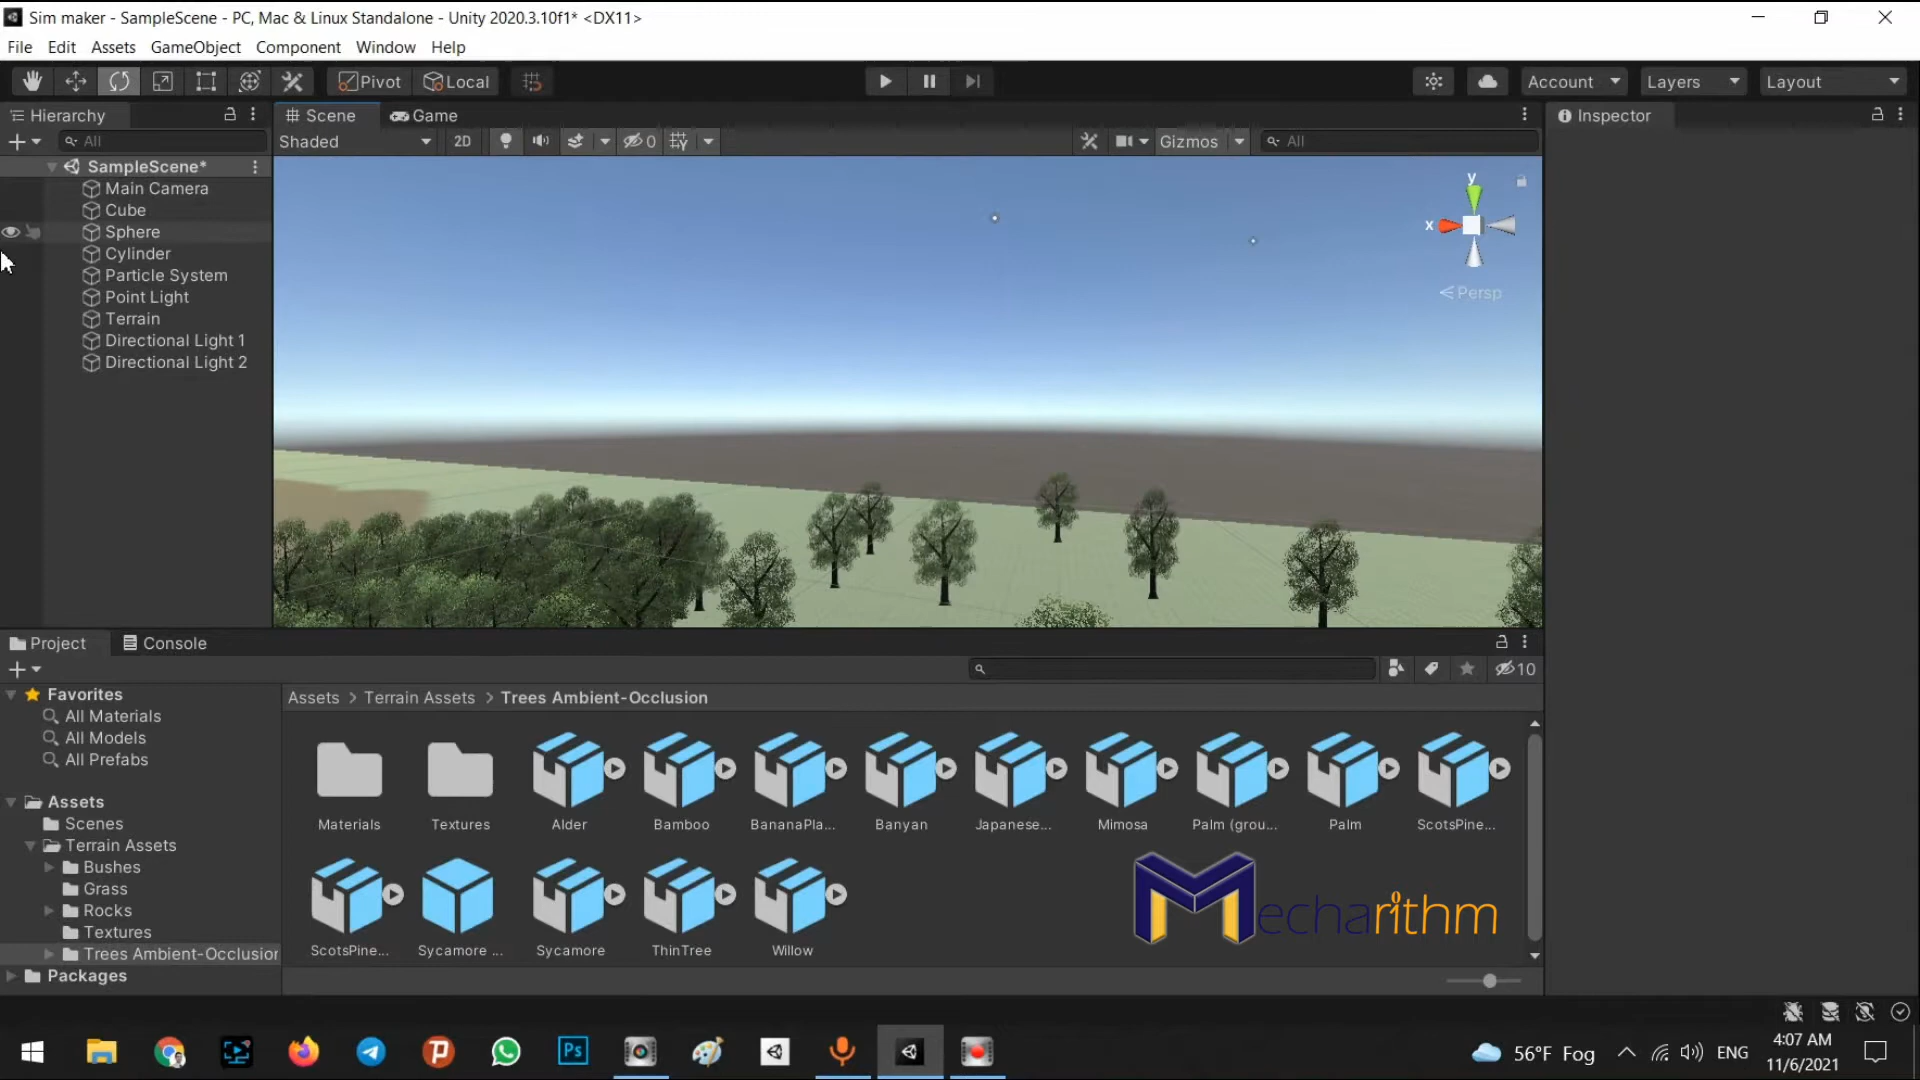 Sim maker - SampleScene - PC, Mac & Linux Standalone - Unity 2020.3.10f1* <DX11>
File Edit Assets GameObject Component Window Help
Pivot Local Account Layers Layout
Hierarchy
All
SampleScene*
Main Camera
Cube
Sphere
Cylinder
Particle System
Point Light
Terrain
Directional Light 1
Directional Light 2
Scene Game
Shaded 2D 0 Gizmos All
y
x
Persp
Inspector
Project Console
10
Favorites
All Materials
All Models
All Prefabs
Assets
Scenes
Terrain Assets
Bushes
Grass
Rocks
Textures
Trees Ambient-Occlusion
Packages
Assets > Terrain Assets > Trees Ambient-Occlusion
Materials Textures Alder Bamboo BananaPla... Banyan Japanese... Mimosa Palm (grou... Palm ScotsPine...
ScotsPine... Sycamore ... Sycamore ThinTree Willow
Mecharithm
Ps
56°F Fog ENG
4:07 AM
11/6/2021